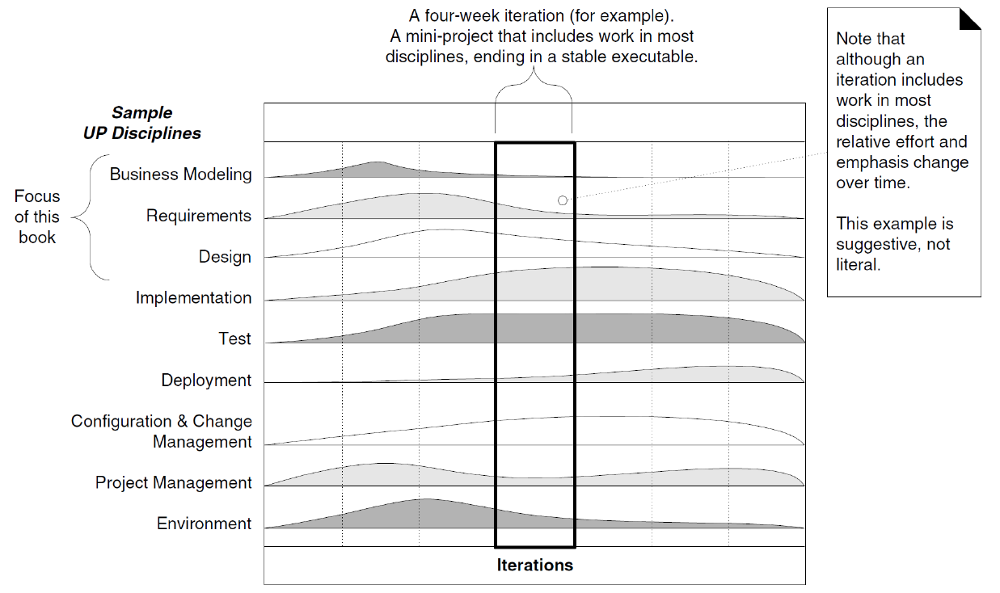 A four-week iteration (for example).
A mini-project that includes work in most
disciplines, ending in a stable executable.
Note that
although an
iteration includes
work in most
disciplines, the
relative effort and
emphasis change
over time.
This example is
suggestive, not
literal.
Sample
UP Disciplines
Focus
of this
book
Business Modeling
Requirements
Design
Implementation
Test
Deployment
Configuration & Change
Management
Project Management
Environment
Iterations